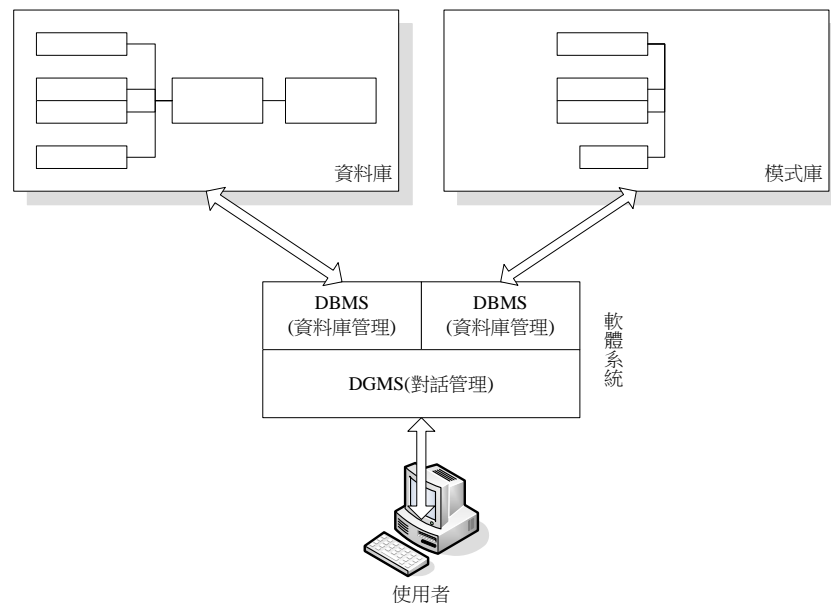 資料庫
模式庫
DBMS
(資料庫管理)
DBMS
(資料庫管理)
軟體系統
DGMS(對話管理)
使用者